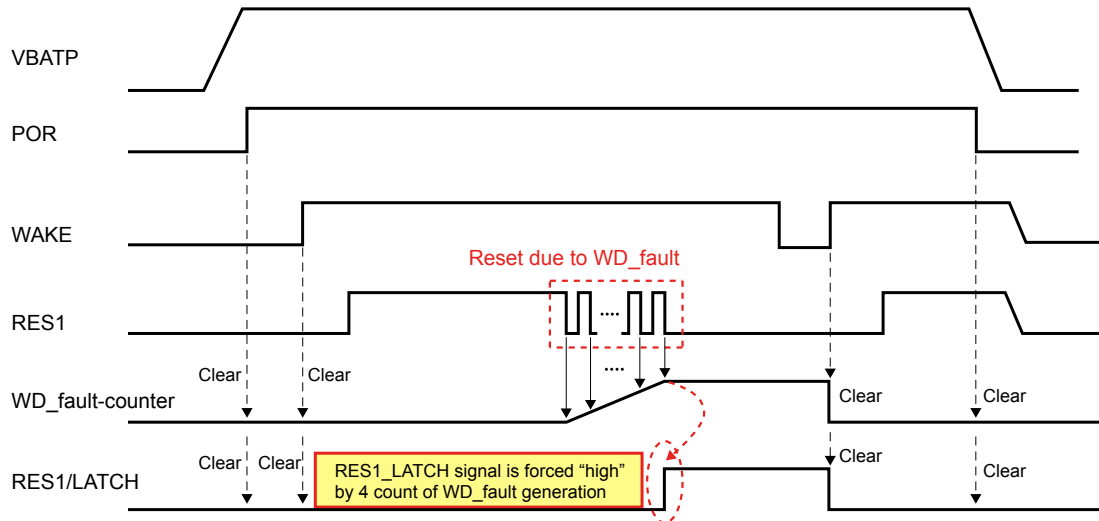 VBATP
POR
WAKE
Reset due to WD_fault
RES1
....
....
Clear
Clear
WD_fault-counter
Clear
Clear
Clear
Clear
RES1/LATCH
RES1_LATCH signal is forced “high”
by 4 count of WD_fault generation
Clear
Clear